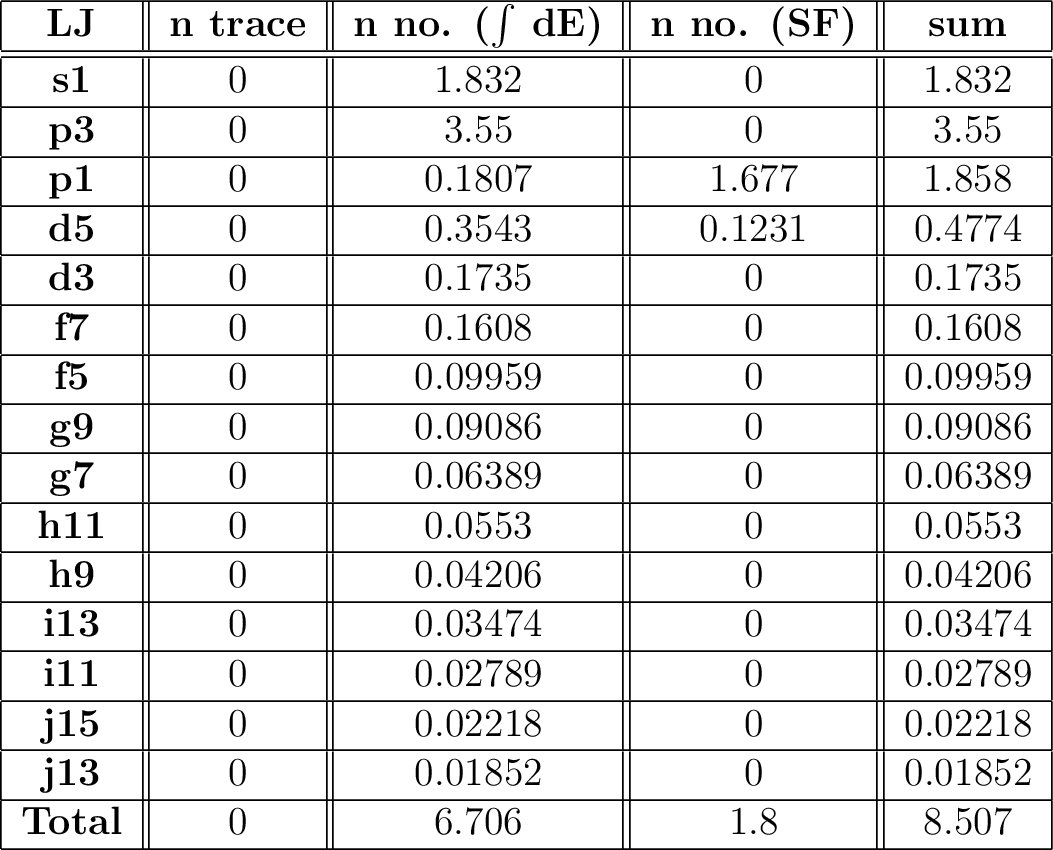 LJ n trace n no. (∫ dE) n no. (SF) sum
s1 0 1.832 0 1.832
p3 0 3.55 0 3.55
p1 0 0.1807 1.677 1.858
d5 0 0.3543 0.1231 0.4774
d3 0 0.1735 0 0.1735
f7 0 0.1608 0 0.1608
f5 0 0.09959 0 0.09959
g9 0 0.09086 0 0.09086
g7 0 0.06389 0 0.06389
h11 0 0.0553 0 0.0553
h9 0 0.04206 0 0.04206
i13 0 0.03474 0 0.03474
i11 0 0.02789 0 0.02789
j15 0 0.02218 0 0.02218
j13 0 0.01852 0 0.01852
Total 0 6.706 1.8 8.507